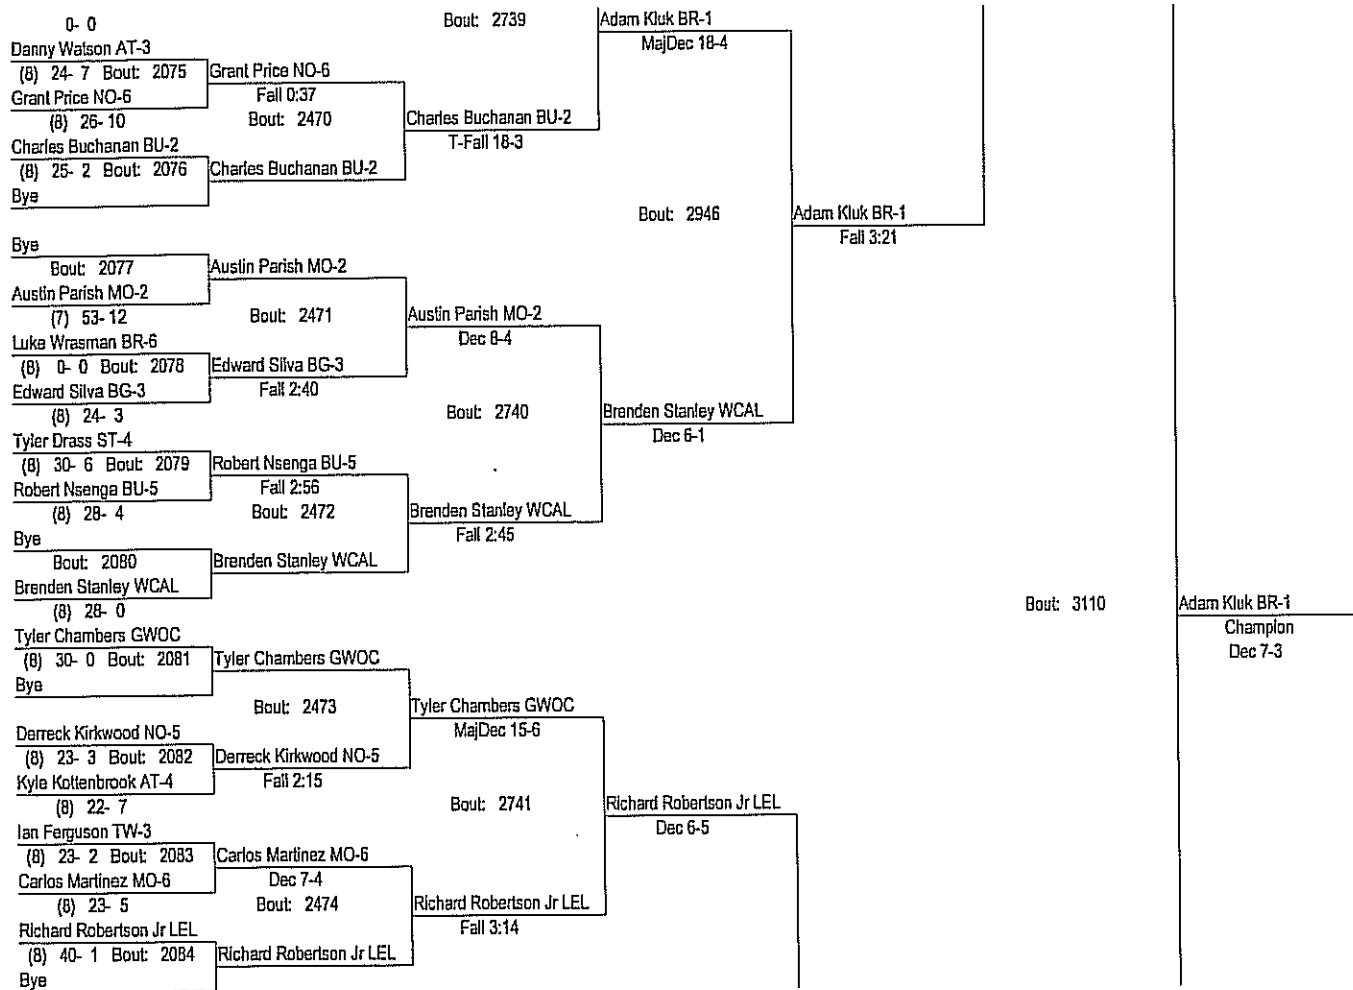 0- 0
Danny Watson AT-3
(8) 24- 7 Bout: 2075
Grant Price NO-6
(8) 26- 10
Charles Buchanan BU-2
(8) 25- 2 Bout: 2076
Bye
Bye
Bout: 2077
Austin Parish MO-2
(7) 53- 12
Luke Wrasman BR-6
(8) 0- 0 Bout: 2078
Edward Silva BG-3
(8) 24- 3
Tyler Drass ST-4
(8) 30- 6 Bout: 2079
Robert Nsenga BU-5
(8) 28- 4
Bye
Bout: 2080
Brenden Stanley WCAL
(8) 28- 0
Tyler Chambers GWOC
(8) 30- 0 Bout: 2081
Bye
Derreck Kirkwood NO-5
(8) 23- 3 Bout: 2082
Kyle Kottenbrook AT-4
(8) 22- 7
Ian Ferguson TW-3
(8) 23- 2 Bout: 2083
Carlos Martinez MO-6
(8) 23- 5
Richard Robertson Jr LEL
(8) 40- 1 Bout: 2084
Bye
Grant Price NO-6
Fall 0:37
Bout: 2470
Charles Buchanan BU-2
Austin Parish MO-2
Bout: 2471
Edward Silva BG-3
Fall 2:40
Robert Nsenga BU-5
Fall 2:56
Bout: 2472
Brenden Stanley WCAL
Tyler Chambers GWOC
Bout: 2473
Derreck Kirkwood NO-5
Fall 2:15
Carlos Martinez MO-6
Dec 7-4
Bout: 2474
Richard Robertson Jr LEL
Bout: 2739
Charles Buchanan BU-2
T-Fall 18-3
Austin Parish MO-2
Dec 8-4
Bout: 2740
Brenden Stanley WCAL
Fall 2:45
Tyler Chambers GWOC
MajDec 15-6
Bout: 2741
Richard Robertson Jr LEL
Fall 3:14
Adam Kluk BR-1
MajDec 18-4
Bout: 2946
Brenden Stanley WCAL
Dec 6-1
Richard Robertson Jr LEL
Dec 6-5
Adam Kluk BR-1
Fall 3:21
Bout: 3110
Adam Kluk BR-1
Champion
Dec 7-3